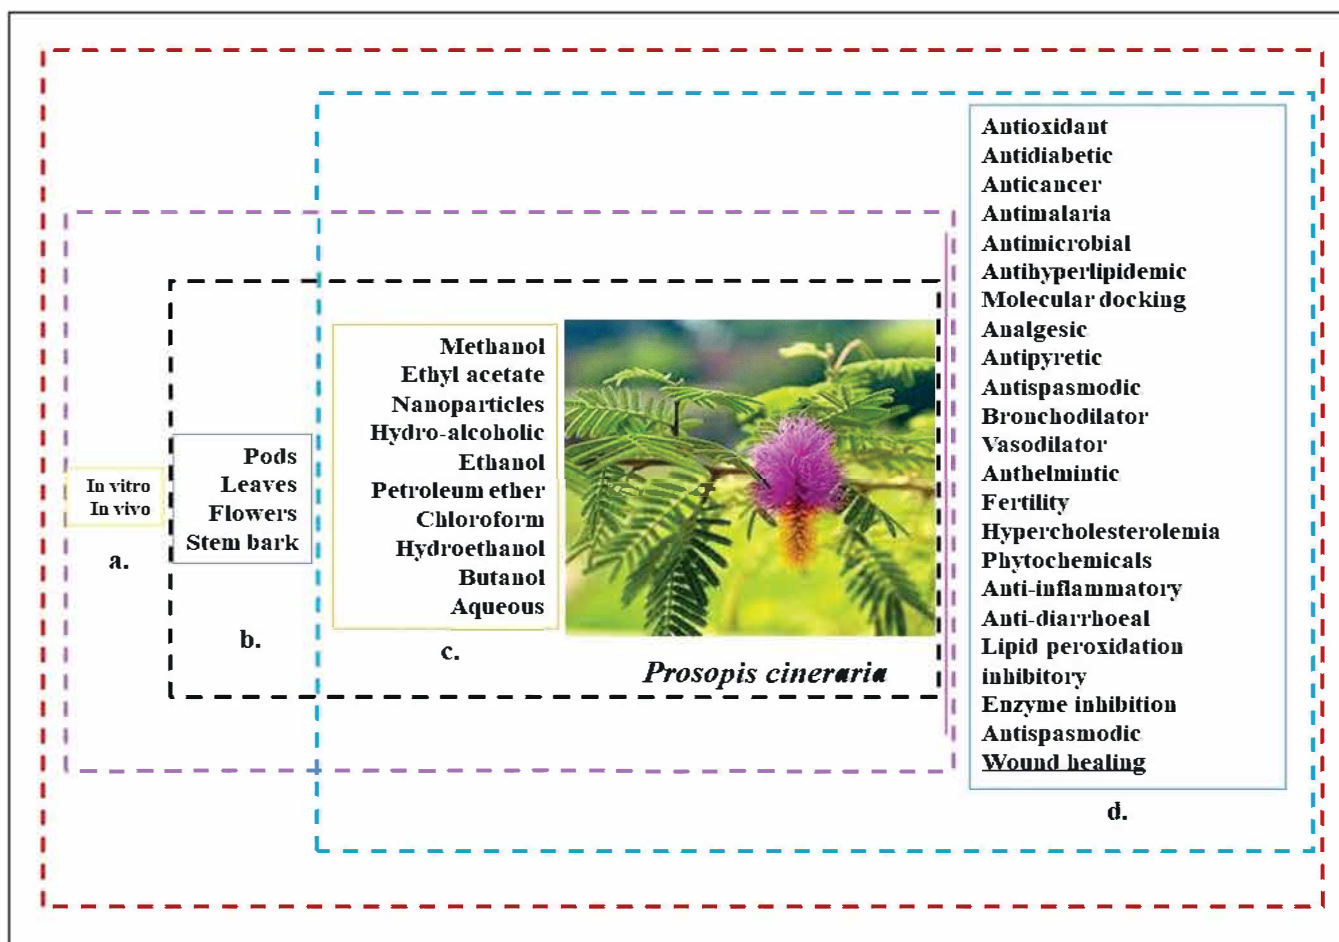 In vitro
In vivo
a.
Pods
Leaves
Flowers
Stem bark
b.
Methanol
Ethyl acetate
Nanoparticles
Hydro-alcoholic
Ethanol
Petroleum ether
Chloroform
Hydroethanol
Butanol
Aqueous
c.
Prosopis cineraria
Antioxidant
Antidiabetic
Anticancer
Antimalaria
Antimicrobial
Antihyperlipidemic
Molecular docking
Analgesic
Antipyretic
Antispasmodic
Bronchodilator
Vasodilator
Anthelmintic
Fertility
Hypercholesterolemia
Phytochemicals
Anti-inflammatory
Anti-diarrhoeal
Lipid peroxidation
inhibitory
Enzyme inhibition
Antispasmodic
Wound healing
d.